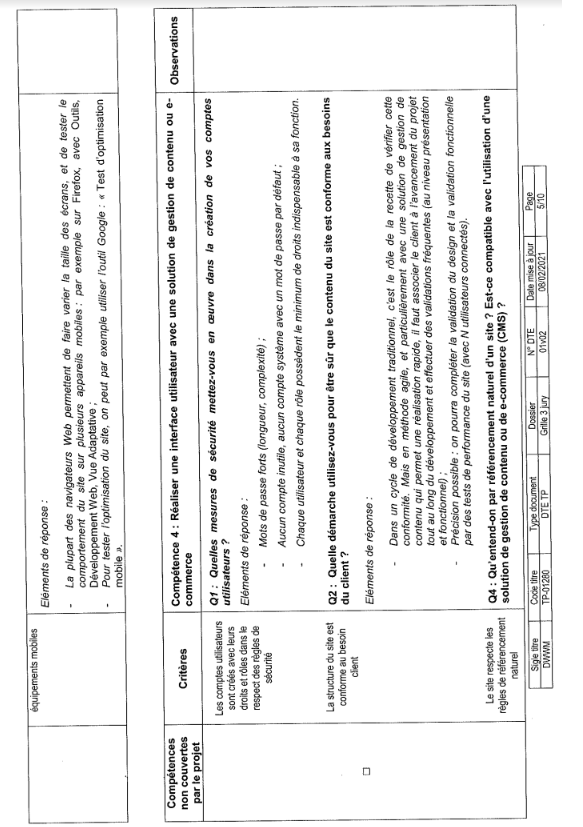 équipements mobiles
Eléments de réponse :
- La plupart des navigateurs Web permettent de faire varier la taille des écrans, et de tester le
comportement du site sur plusieurs appareils mobiles : par exemple sur Firefox, avec Outils,
Développement Web, Vue Adaptative ;
- Pour tester l'optimisation du site, on peut par exemple utiliser l'outil Google : « Test d'optimisation
mobile ».
Compétences
non couvertes
par le projet
Critères
Compétence 4 : Réaliser une interface utilisateur avec une solution de gestion de contenu ou e-
commerce
Observations
Les comptes utilisateurs
sont créés avec leurs
droits et rôles dans le
respect des règles de
sécurité
Q1 : Quelles mesures de sécurité mettez-vous en œuvre dans la création de vos comptes
utilisateurs ?
Eléments de réponse :
- Mots de passe forts (longueur, complexité) ;
- Aucun compte inutile, aucun compte système avec un mot de passe par défaut ;
- Chaque utilisateur et chaque rôle possèdent le minimum de droits indispensable à sa fonction.
La structure du site est
conforme au besoin
client
Q2 : Quelle démarche utilisez-vous pour être sûr que le contenu du site est conforme aux besoins
du client ?
Eléments de réponse :
- Dans un cycle de développement traditionnel, c'est le rôle de la recette de vérifier cette
conformité. Mais en méthode agile, et particulièrement avec une solution de gestion de
contenu qui permet une réalisation rapide, il faut associer le client à l'avancement du projet
tout au long du développement et effectuer des validations fréquentes (au niveau présentation
et fonctionnel) ;
- Précision possible : on pourra compléter la validation du design et la validation fonctionnelle
par des tests de performance du site (avec N utilisateurs connectés).
Le site respecte les
règles de référencement
naturel
Q4 : Qu'entend-on par référencement naturel d'un site ? Est-ce compatible avec l'utilisation d'une
solution de gestion de contenu ou de e-commerce (CMS) ?
Sigle titre Code titre Type document Dossier N° DTE Date mise à jour Page
DWWM TP-01280 DTE TP Grille 3 jury 01v02 08/02/2021 5/10